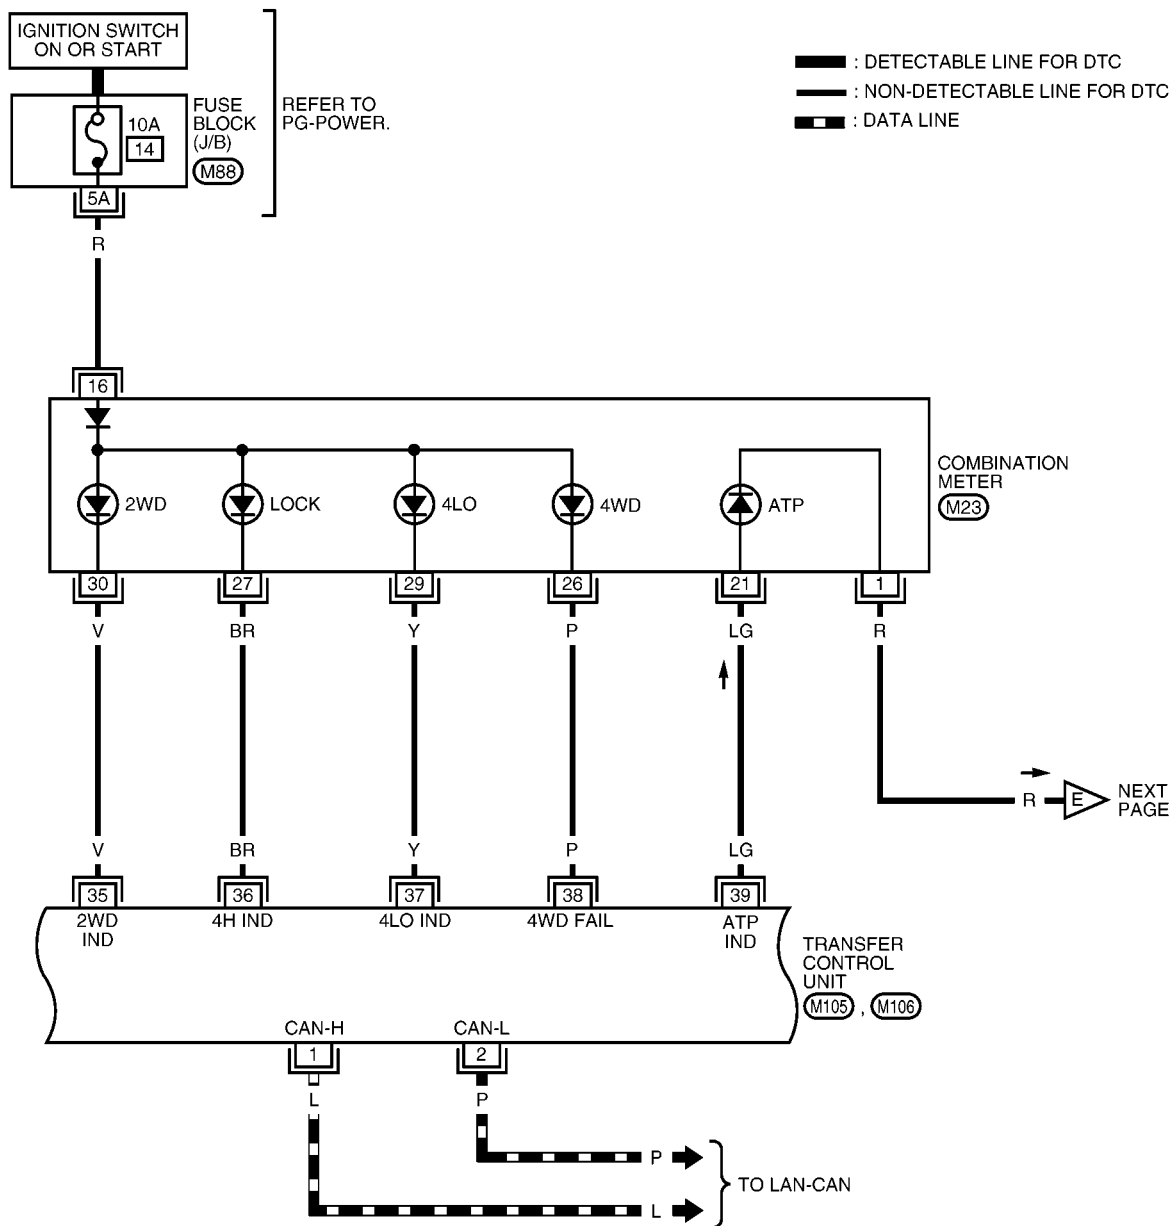 IGNITION SWITCH
ON OR START
10A
14
FUSE
BLOCK
(J/B)
M88
REFER TO
PG-POWER.
: DETECTABLE LINE FOR DTC
: NON-DETECTABLE LINE FOR DTC
: DATA LINE
5A
R
16
2WD
LOCK
4LO
4WD
ATP
COMBINATION
METER
M23
30
27
29
26
21
1
V
BR
Y
P
LG
R
R
E
NEXT
PAGE
V
BR
Y
P
LG
35
36
37
38
39
2WD
IND
4H IND
4LO IND
4WD FAIL
ATP
IND
TRANSFER
CONTROL
UNIT
M105 , M106
CAN-H
CAN-L
1
2
L
P
P
L
TO LAN-CAN